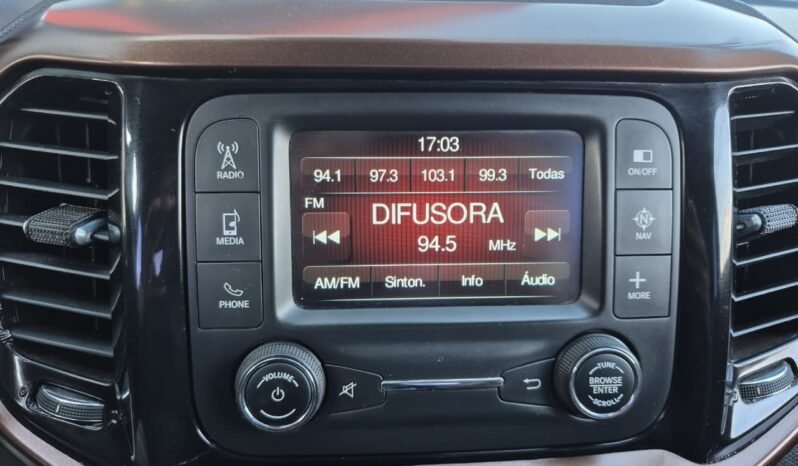 17:03
94.1 97.3 103.1 99.3 Todas
FM
DIFUSORA
94.5 MHz
AM/FM Sinton. Info Áudio
RADIO
MEDIA
PHONE
ON/OFF
NAV
MORE
VOLUME
TUNE
BROWSE
ENTER
SCROLL